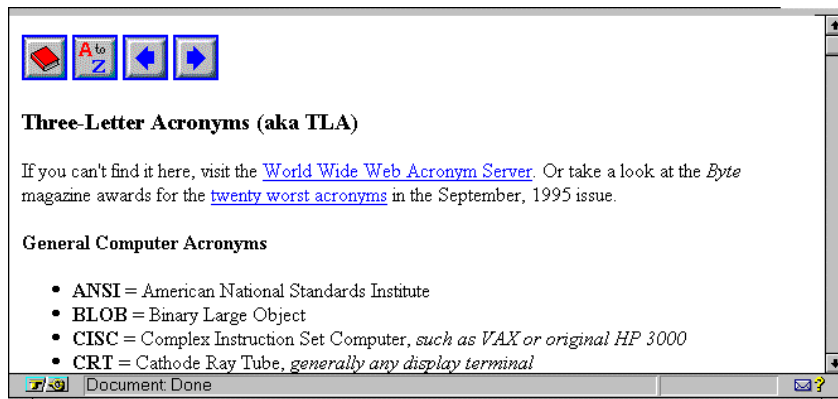 A to Z
Three-Letter Acronyms (aka TLA)
If you can't find it here, visit the World Wide Web Acronym Server. Or take a look at the Byte
magazine awards for the twenty worst acronyms in the September, 1995 issue.
General Computer Acronyms
• ANSI = American National Standards Institute
• BLOB = Binary Large Object
• CISC = Complex Instruction Set Computer, such as VAX or original HP 3000
• CRT = Cathode Ray Tube, generally any display terminal
Document: Done
?